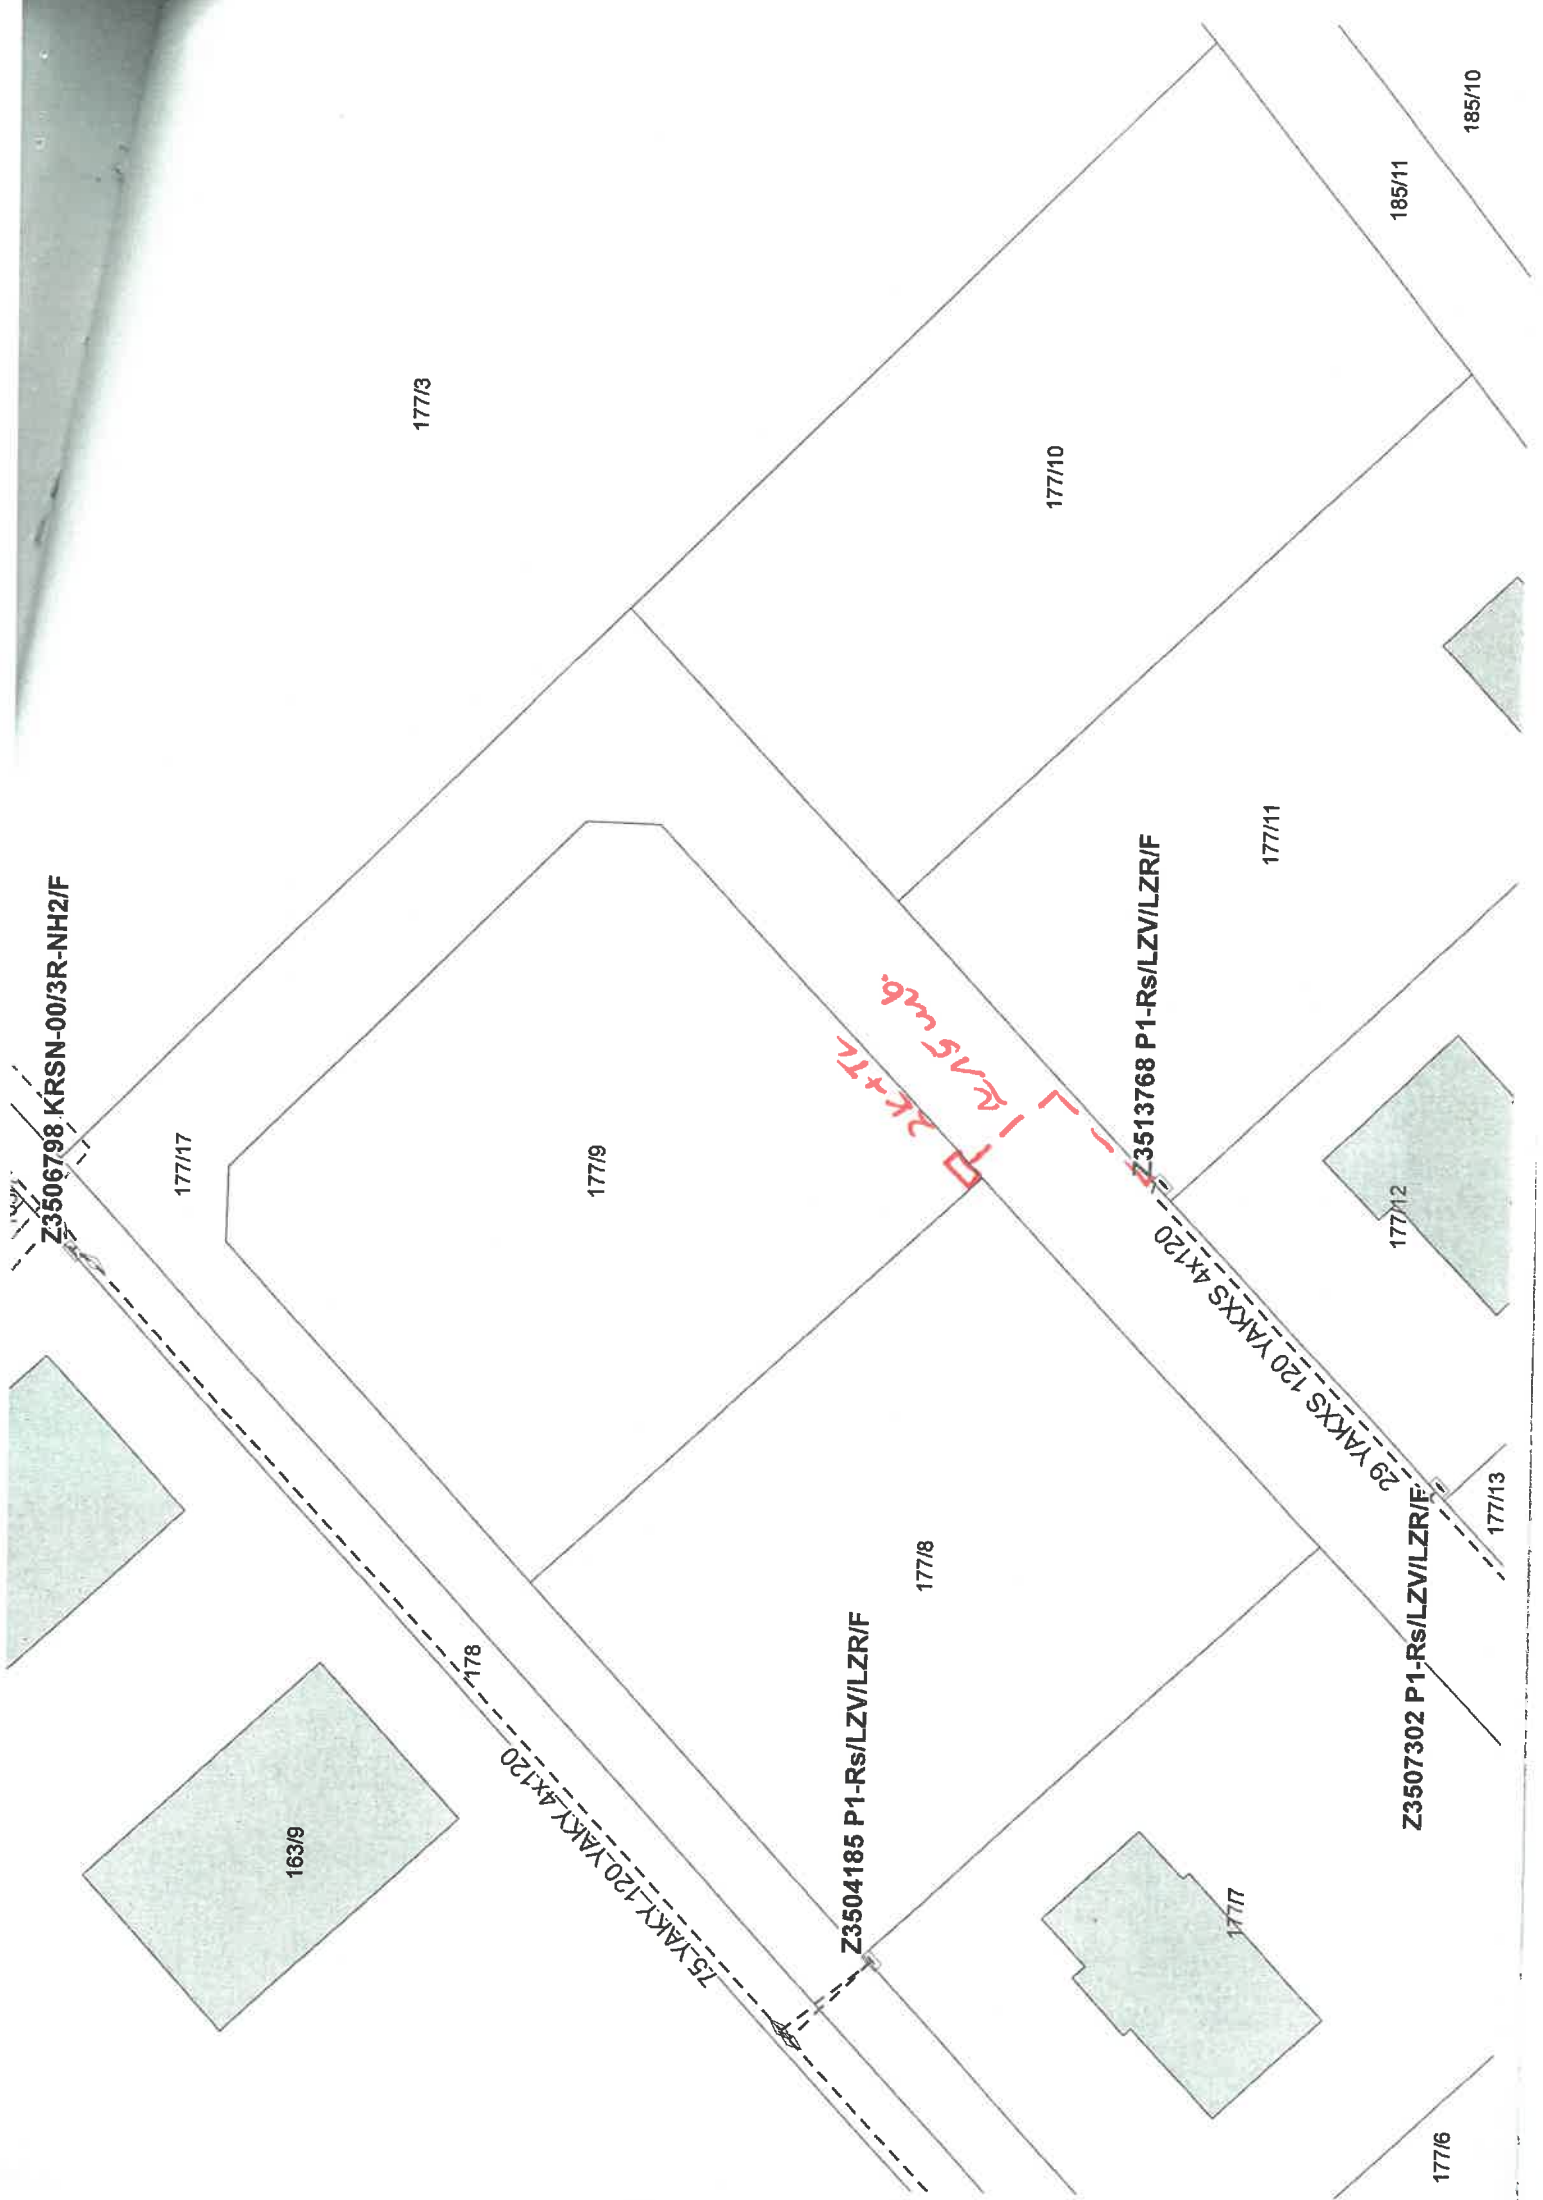 Z3506798 KRSN-00/3R-NH2/F
177/17
177/3
177/9
177/10
185/11
185/10
2K+TL
177/11
Z3513768 P1-Rs/LZV/LZR/F
29 YAKXS 120 YAKXS 4x120
177/12
177/13
Z3507302 P1-Rs/LZV/LZR/F
177/8
178
75 YAKY 120 YAKY 4x120
163/9
Z3504185 P1-Rs/LZV/LZR/F
177/7
177/6